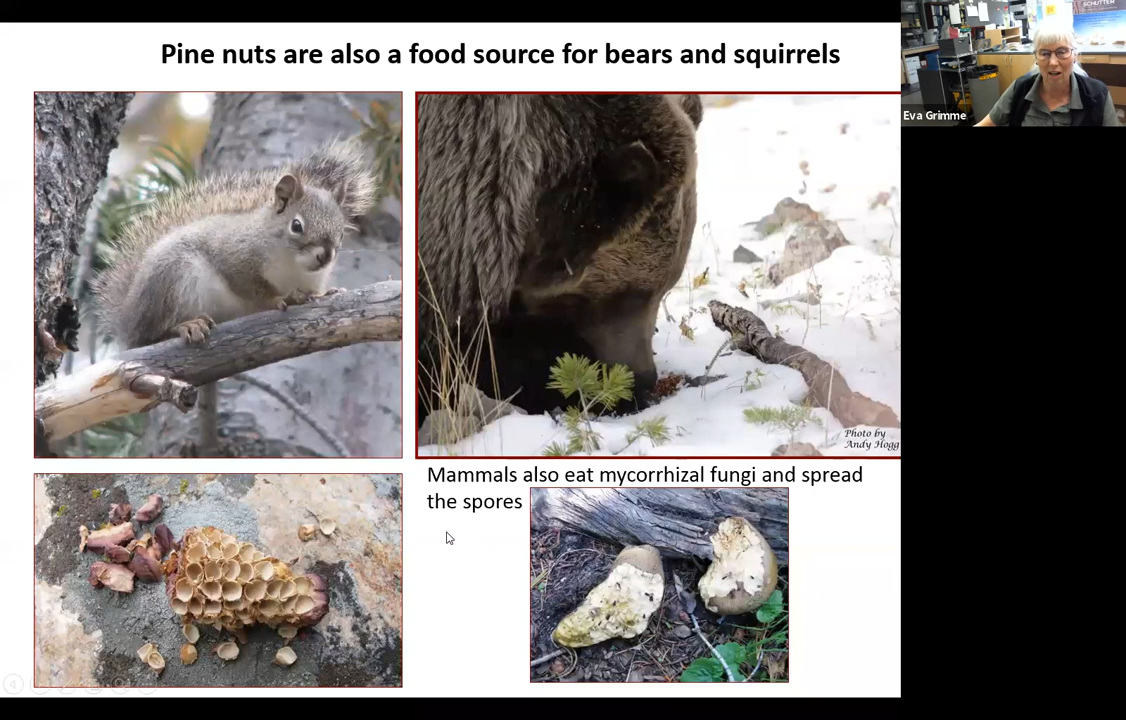 Pine nuts are also a food source for bears and squirrels
SCHUTTER
Eva Grimme
Photo by
Andy Hogg
Mammals also eat mycorrhizal fungi and spread
the spores